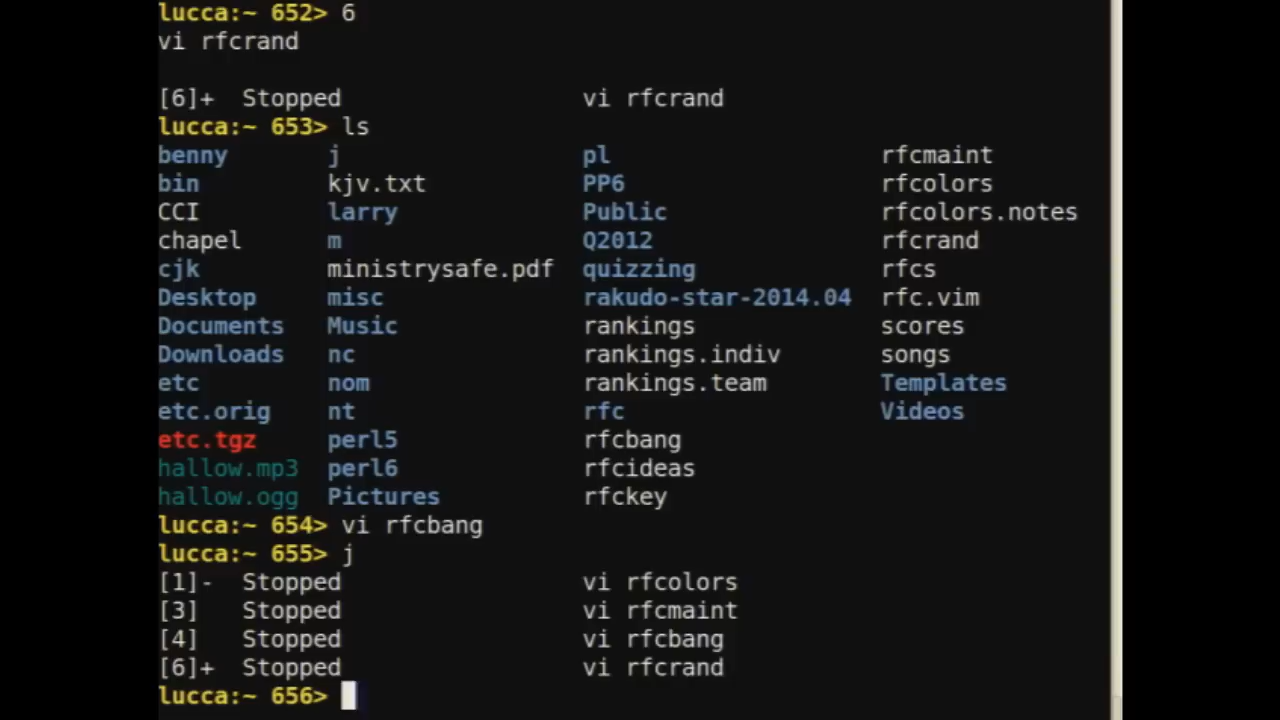 lucca:~ 652> 6
vi rfcrand
[6]+  Stopped                 vi rfcrand
lucca:~ 653> ls
benny      j                  pl                   rfcmaint
bin        kjv.txt            PP6                  rfcolors
CCI        larry              Public               rfcolors.notes
chapel     m                  Q2012                rfcrand
cjk        ministrysafe.pdf   quizzing             rfcs
Desktop    misc               rakudo-star-2014.04  rfc.vim
Documents  Music              rankings             scores
Downloads  nc                 rankings.indiv       songs
etc        nom                rankings.team        Templates
etc.orig   nt                 rfc                  Videos
etc.tgz    perl5              rfcbang
hallow.mp3 perl6              rfcideas
hallow.ogg Pictures           rfckey
lucca:~ 654> vi rfcbang
lucca:~ 655> j
[1]-  Stopped                 vi rfcolors
[3]   Stopped                 vi rfcmaint
[4]   Stopped                 vi rfcbang
[6]+  Stopped                 vi rfcrand
lucca:~ 656>